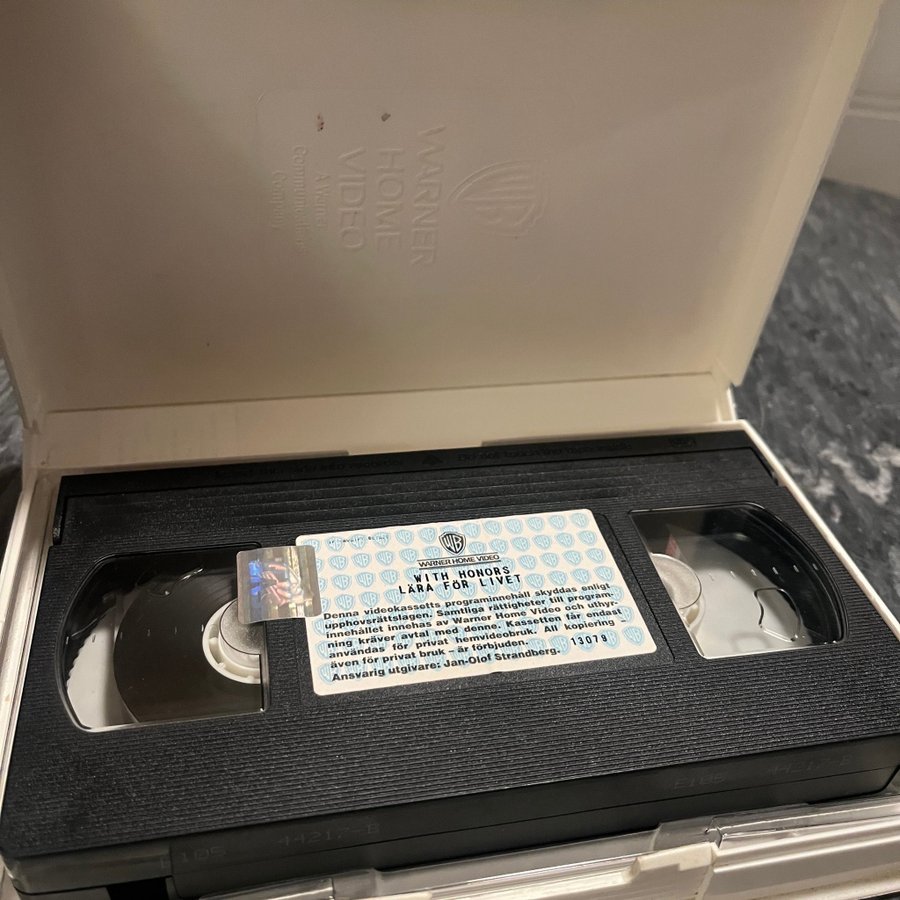 WARNER
HOME
VIDEO
A Warner
Communications
Company
WB
WARNER HOME VIDEO
WITH HONORS
LÄRA FÖR LIVET
Denna videokassetts programinnehåll skyddas enligt
upphovsrättslagen. Samtliga rättigheter till program-
innehållet innehas av Warner Home Video och uthyr-
ning kräver avtal med denne. Kassetten får endast
användas för privat hemvideobruk. All kopiering -
även för privat bruk - är förbjuden.
13079
Ansvarig utgivare: Jan-Olof Strandberg.
44217-B